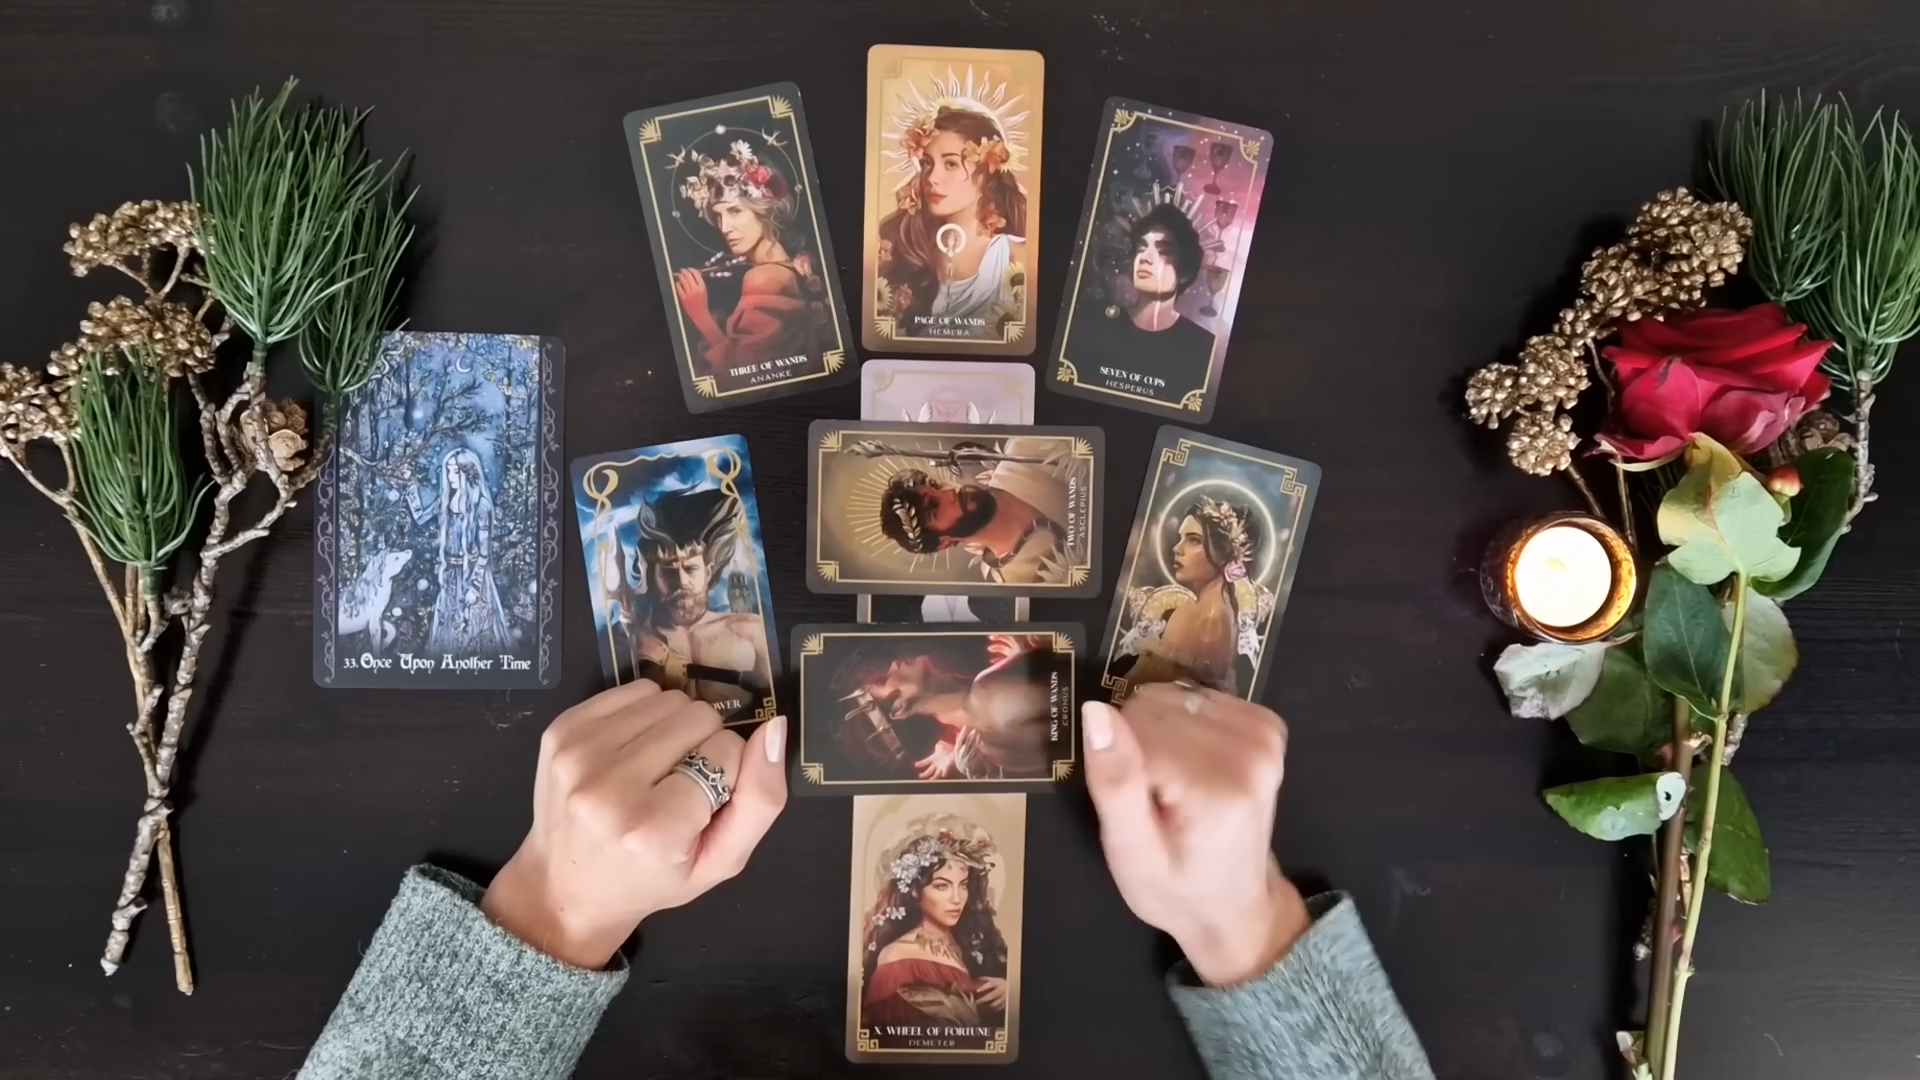 PAGE OF WANDS
HEMERA
THREE OF WANDS
ANANKE
SEVEN OF CUPS
HESPERUS
TWO OF WANDS
ASCLEPIUS
33. Once Upon Another Time
KING OF WANDS
CRONUS
X. WHEEL OF FORTUNE
DEMETER